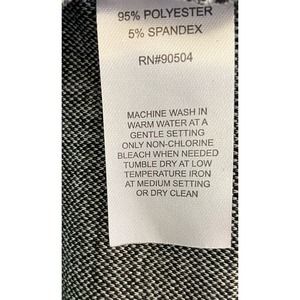 95% POLYESTER
5% SPANDEX
RN#90504
MACHINE WASH IN
WARM WATER AT A
GENTLE SETTING
ONLY NON-CHLORINE
BLEACH WHEN NEEDED
TUMBLE DRY AT LOW
TEMPERATURE IRON
AT MEDIUM SETTING
OR DRY CLEAN